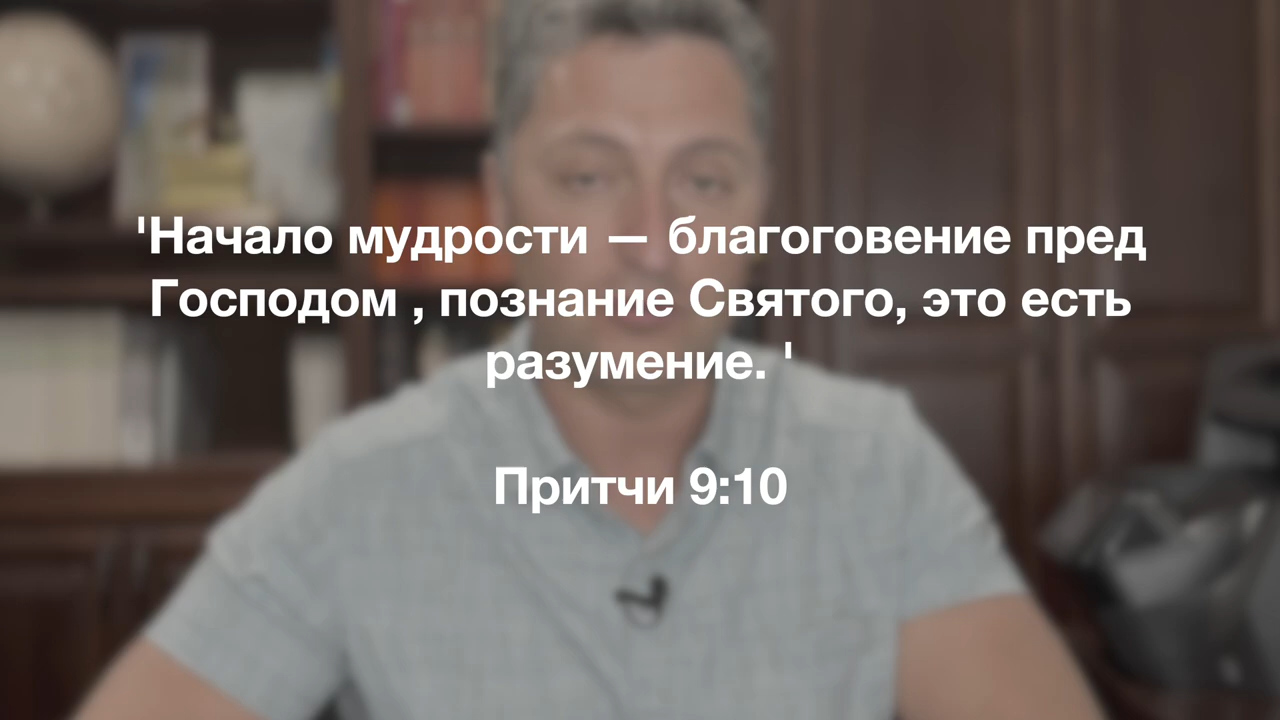 'Начало мудрости — благоговение пред
Господом , познание Святого, это есть
разумение. '
Притчи 9:10